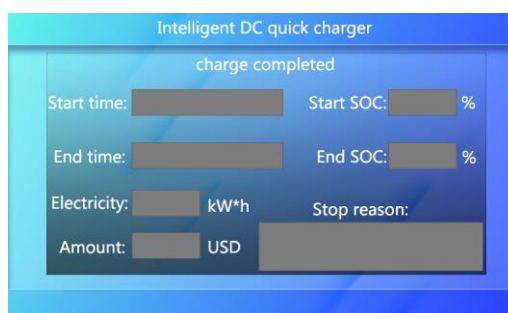 Intelligent DC quick charger
charge completed
Start time: Start SOC: %
End time: End SOC: %
Electricity: kW*h
Stop reason:
Amount: USD